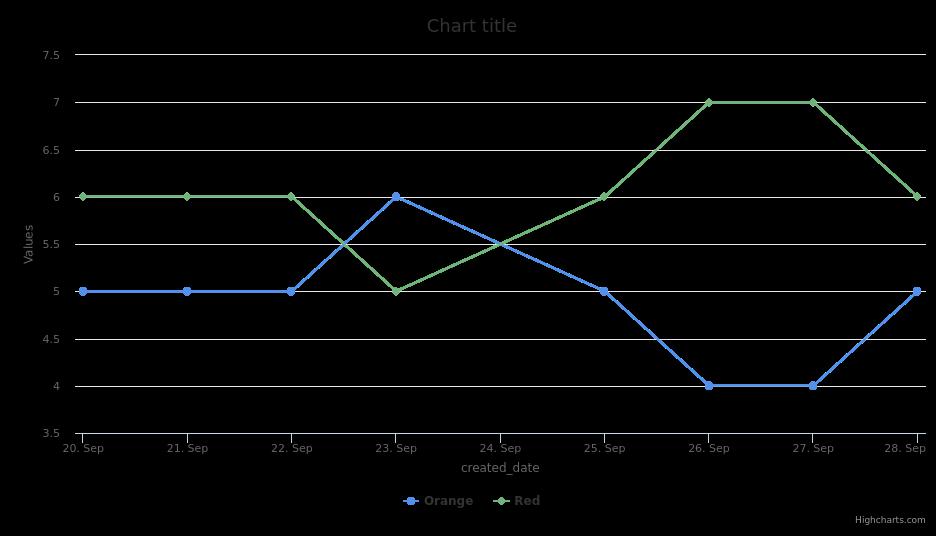 Chart title
7.5
7
6.5
6
5.5
5
4.5
4
3.5
Values
20. Sep 21. Sep 22. Sep 23. Sep 24. Sep 25. Sep 26. Sep 27. Sep 28. Sep
created_date
Orange Red
Highcharts.com